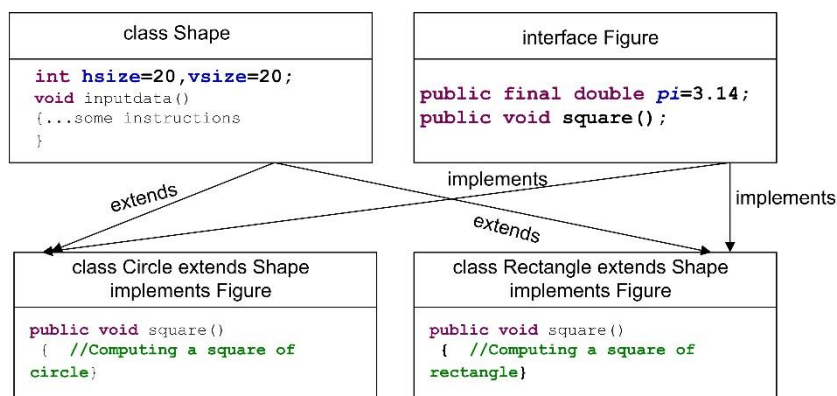 class Shape
int hsize=20,vsize=20;
void inputdata()
{...some instructions
}
interface Figure
public final double pi=3.14;
public void square();
extends
implements
extends
implements
class Circle extends Shape
implements Figure
public void square()
{ //Computing a square of
circle}
class Rectangle extends Shape
implements Figure
public void square()
{ //Computing a square of
rectangle}